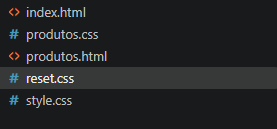 <> index.html
# produtos.css
<> produtos.html
# reset.css
# style.css